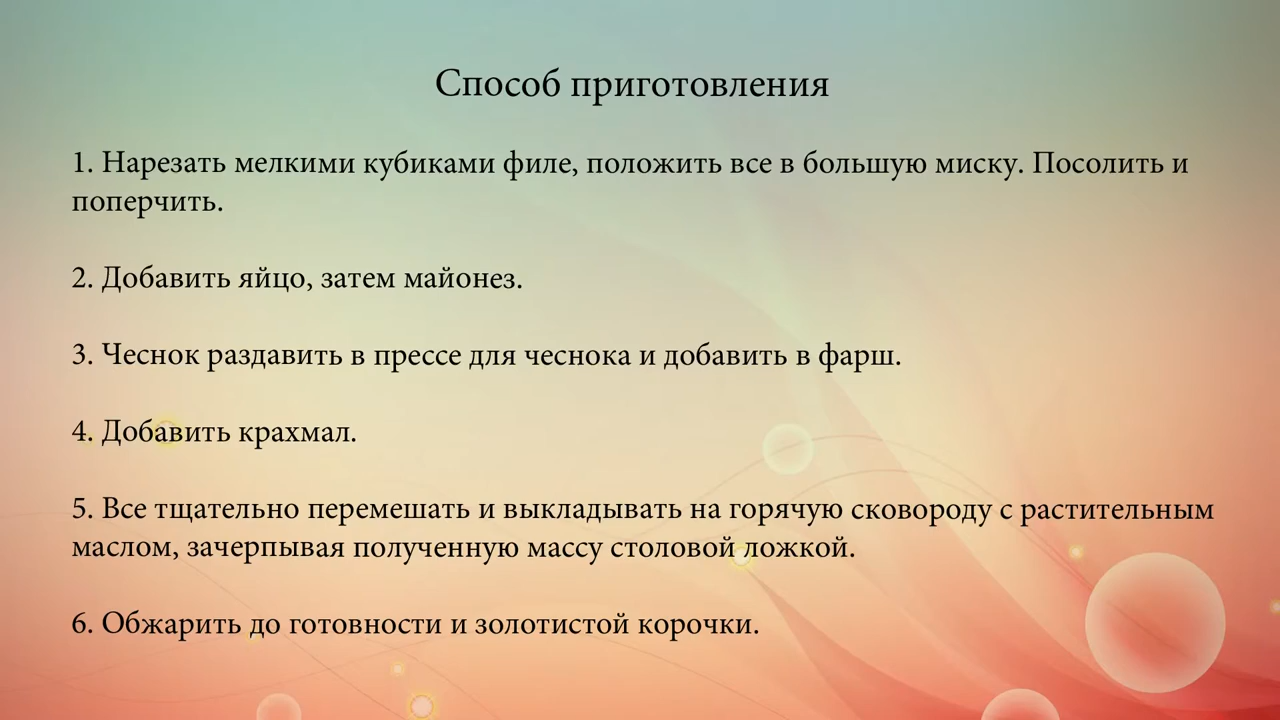 Способ приготовления
1. Нарезать мелкими кубиками филе, положить все в большую миску. Посолить и
поперчить.
2. Добавить яйцо, затем майонез.
3. Чеснок раздавить в прессе для чеснока и добавить в фарш.
4. Добавить крахмал.
5. Все тщательно перемешать и выкладывать на горячую сковороду с растительным
маслом, зачерпывая полученную массу столовой ложкой.
6. Обжарить до готовности и золотистой корочки.